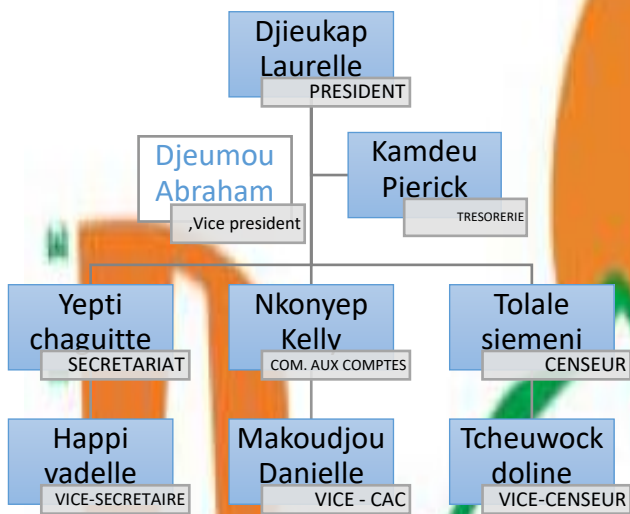 Djieukap
Laurelle
PRESIDENT
Djeumou
Abraham
,Vice president
Kamdeu
Pierick
TRESORERIE
Yepti
chaguitte
SECRETARIAT
Nkonyep
Kelly
COM. AUX COMPTES
Tolale
siemeni
CENSEUR
Happi
vadelle
VICE-SECRETAIRE
Makoudjou
Danielle
VICE - CAC
Tcheuwock
doline
VICE-CENSEUR